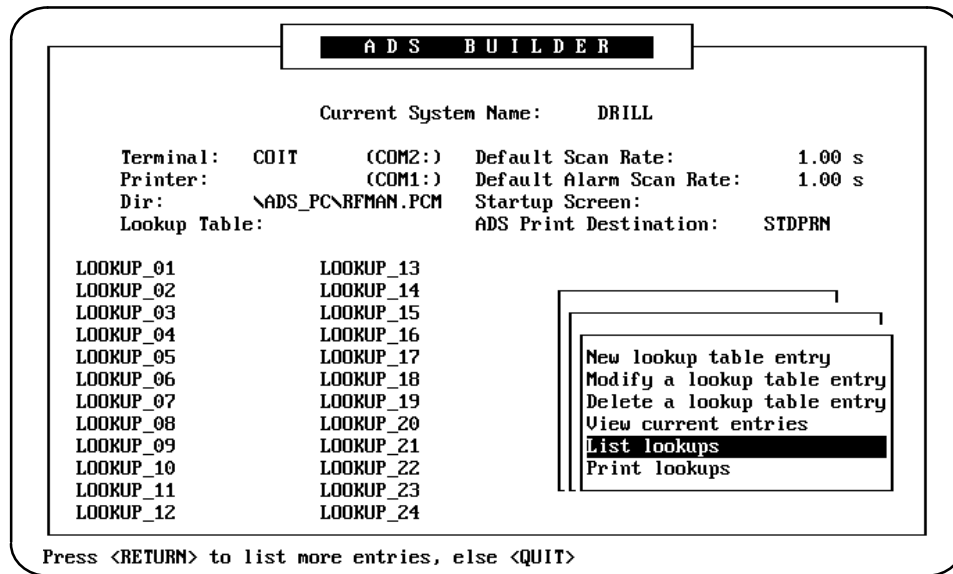 ADS BUILDER
Current System Name: DRILL
Terminal: COIT (COM2:) Default Scan Rate: 1.00 s
Printer: (COM1:) Default Alarm Scan Rate: 1.00 s
Dir: \ADS_PC\RFMAN.PCM Startup Screen:
Lookup Table: ADS Print Destination: STDPRN
LOOKUP_01 LOOKUP_13
LOOKUP_02 LOOKUP_14
LOOKUP_03 LOOKUP_15
LOOKUP_04 LOOKUP_16
LOOKUP_05 LOOKUP_17 New lookup table entry
LOOKUP_06 LOOKUP_18 Modify a lookup table entry
LOOKUP_07 LOOKUP_19 Delete a lookup table entry
LOOKUP_08 LOOKUP_20 View current entries
LOOKUP_09 LOOKUP_21 List lookups
LOOKUP_10 LOOKUP_22 Print lookups
LOOKUP_11 LOOKUP_23
LOOKUP_12 LOOKUP_24
Press <RETURN> to list more entries, else <QUIT>